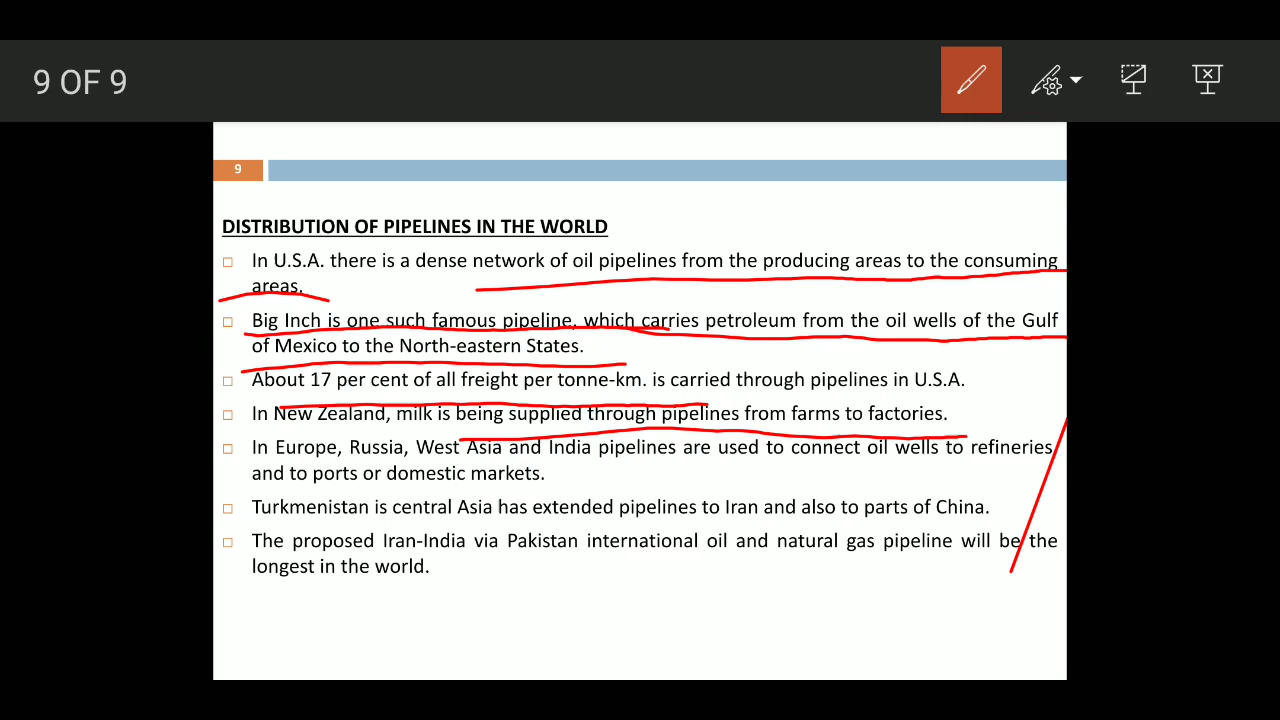 9 OF 9
9
DISTRIBUTION OF PIPELINES IN THE WORLD
In U.S.A. there is a dense network of oil pipelines from the producing areas to the consuming
areas.
Big Inch is one such famous pipeline, which carries petroleum from the oil wells of the Gulf
of Mexico to the North-eastern States.
About 17 per cent of all freight per tonne-km. is carried through pipelines in U.S.A.
In New Zealand, milk is being supplied through pipelines from farms to factories.
In Europe, Russia, West Asia and India pipelines are used to connect oil wells to refineries,
and to ports or domestic markets.
Turkmenistan is central Asia has extended pipelines to Iran and also to parts of China.
The proposed Iran-India via Pakistan international oil and natural gas pipeline will be the
longest in the world.